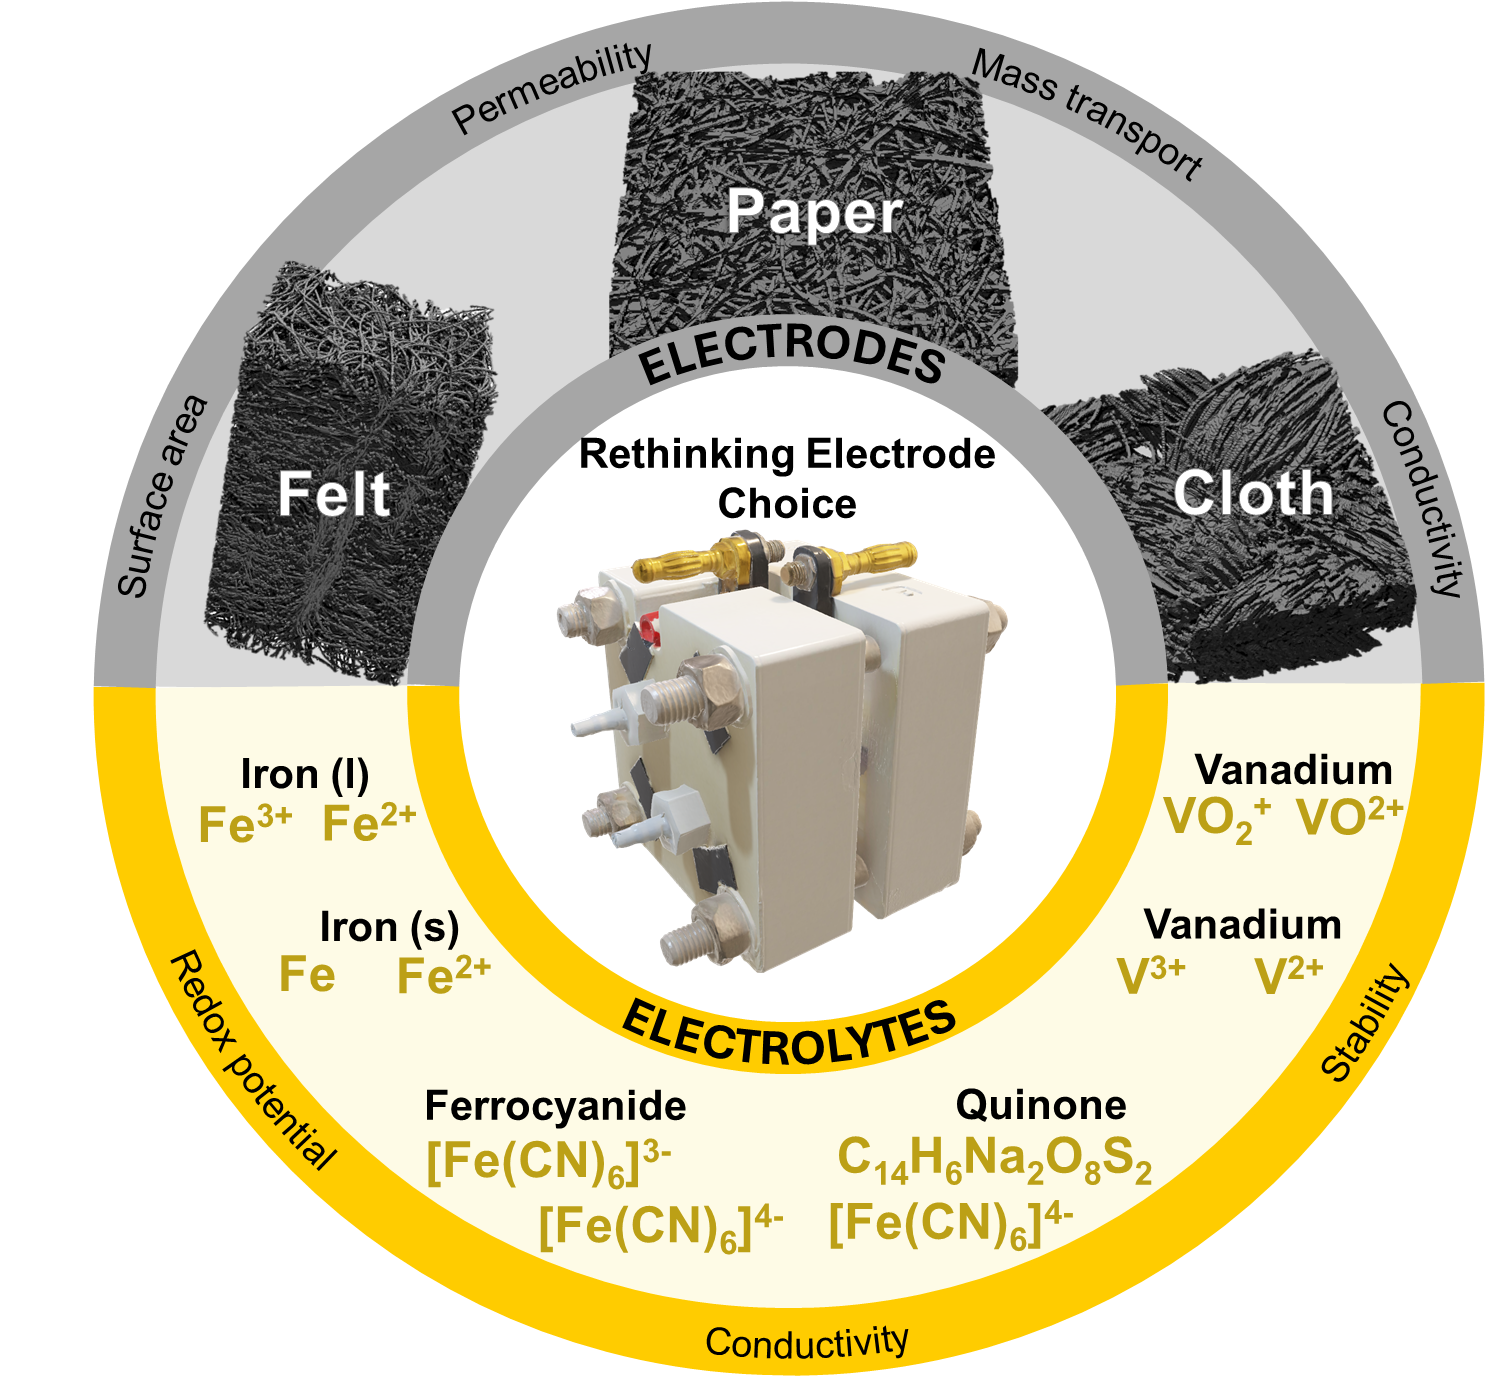 Permeability
Mass transport
Surface area
Conductivity
Paper
Felt
Cloth
ELECTRODES
Rethinking Electrode
Choice
Iron (l)
Fe³⁺ Fe²⁺
Iron (s)
Fe Fe²⁺
Vanadium
VO₂⁺ VO²⁺
Vanadium
V³⁺ V²⁺
ELECTROLYTES
Ferrocyanide
[Fe(CN)₆]³⁻
[Fe(CN)₆]⁴⁻
Quinone
C₁₄H₆Na₂O₈S₂
[Fe(CN)₆]⁴⁻
Redox potential
Conductivity
Stability